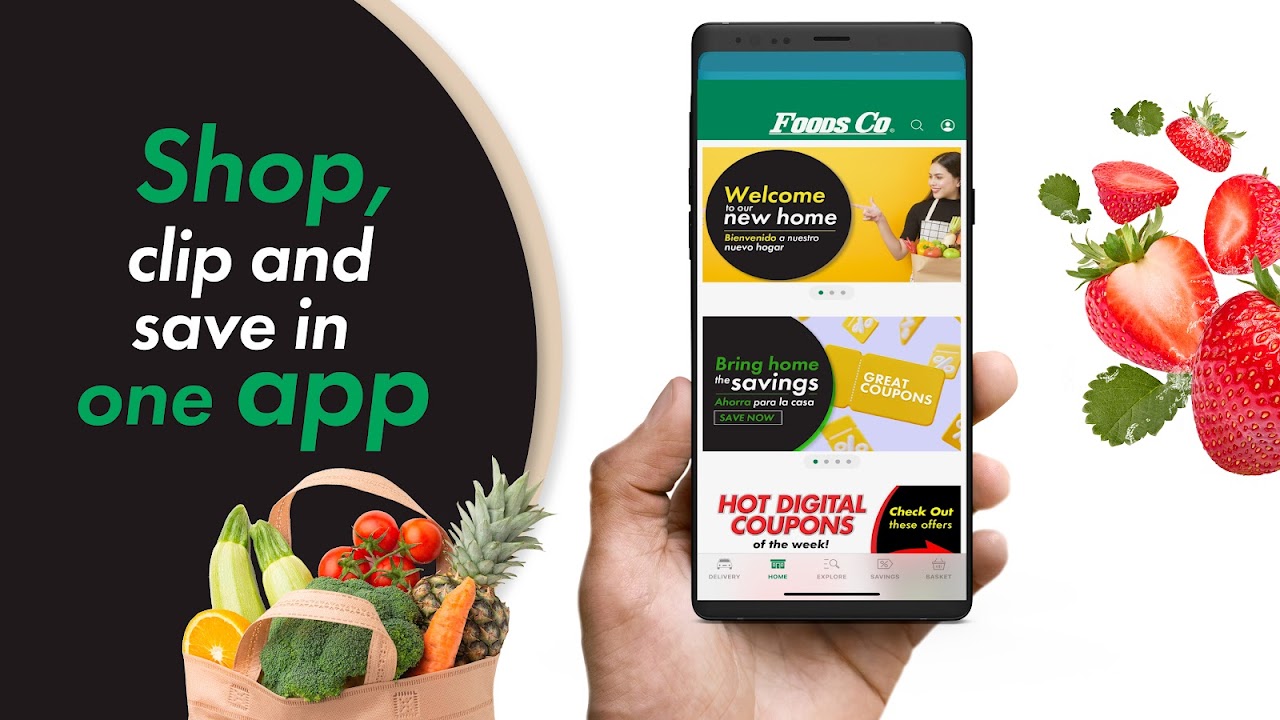 Shop,
clip and
save in
one app
Foods Co®
Welcome
to our
new home
Bienvenido a nuestro
nuevo hogar
Bring home
the savings
Ahorra para la casa
SAVE NOW
GREAT
COUPONS
HOT DIGITAL
COUPONS
of the week!
Check Out
these offers
DELIVERY
HOME
EXPLORE
SAVINGS
BASKET